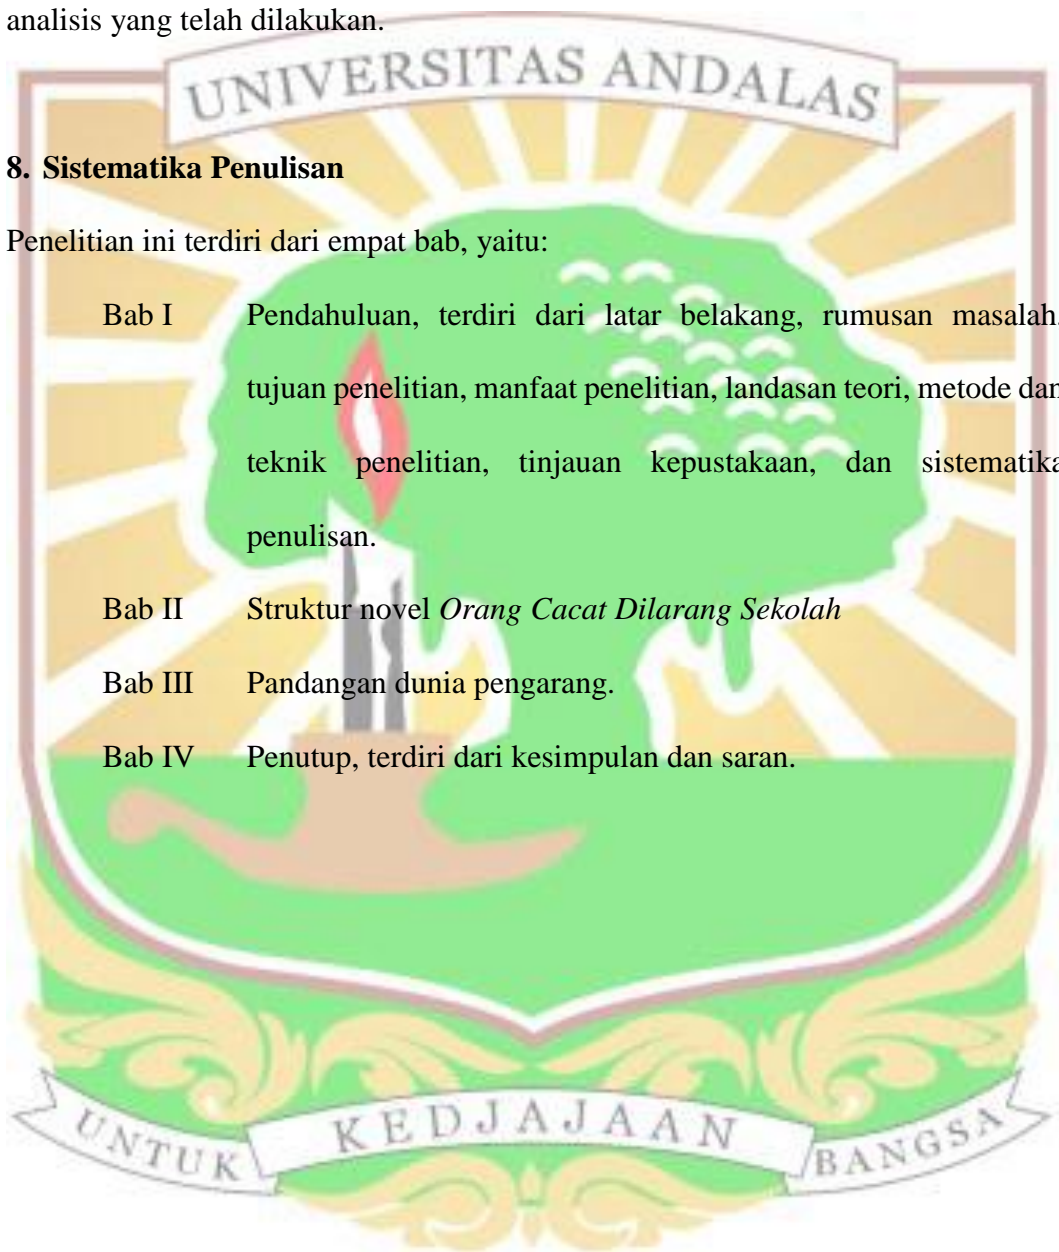 analisis yang telah dilakukan.
UNIVERSITAS ANDALAS
8. Sistematika Penulisan
Penelitian ini terdiri dari empat bab, yaitu:
Bab I Pendahuluan, terdiri dari latar belakang, rumusan masalah,
tujuan penelitian, manfaat penelitian, landasan teori, metode dan
teknik penelitian, tinjauan kepustakaan, dan sistematika
penulisan.
Bab II Struktur novel Orang Cacat Dilarang Sekolah
Bab III Pandangan dunia pengarang.
Bab IV Penutup, terdiri dari kesimpulan dan saran.
UNTUK KEDJAJAAN BANGSA